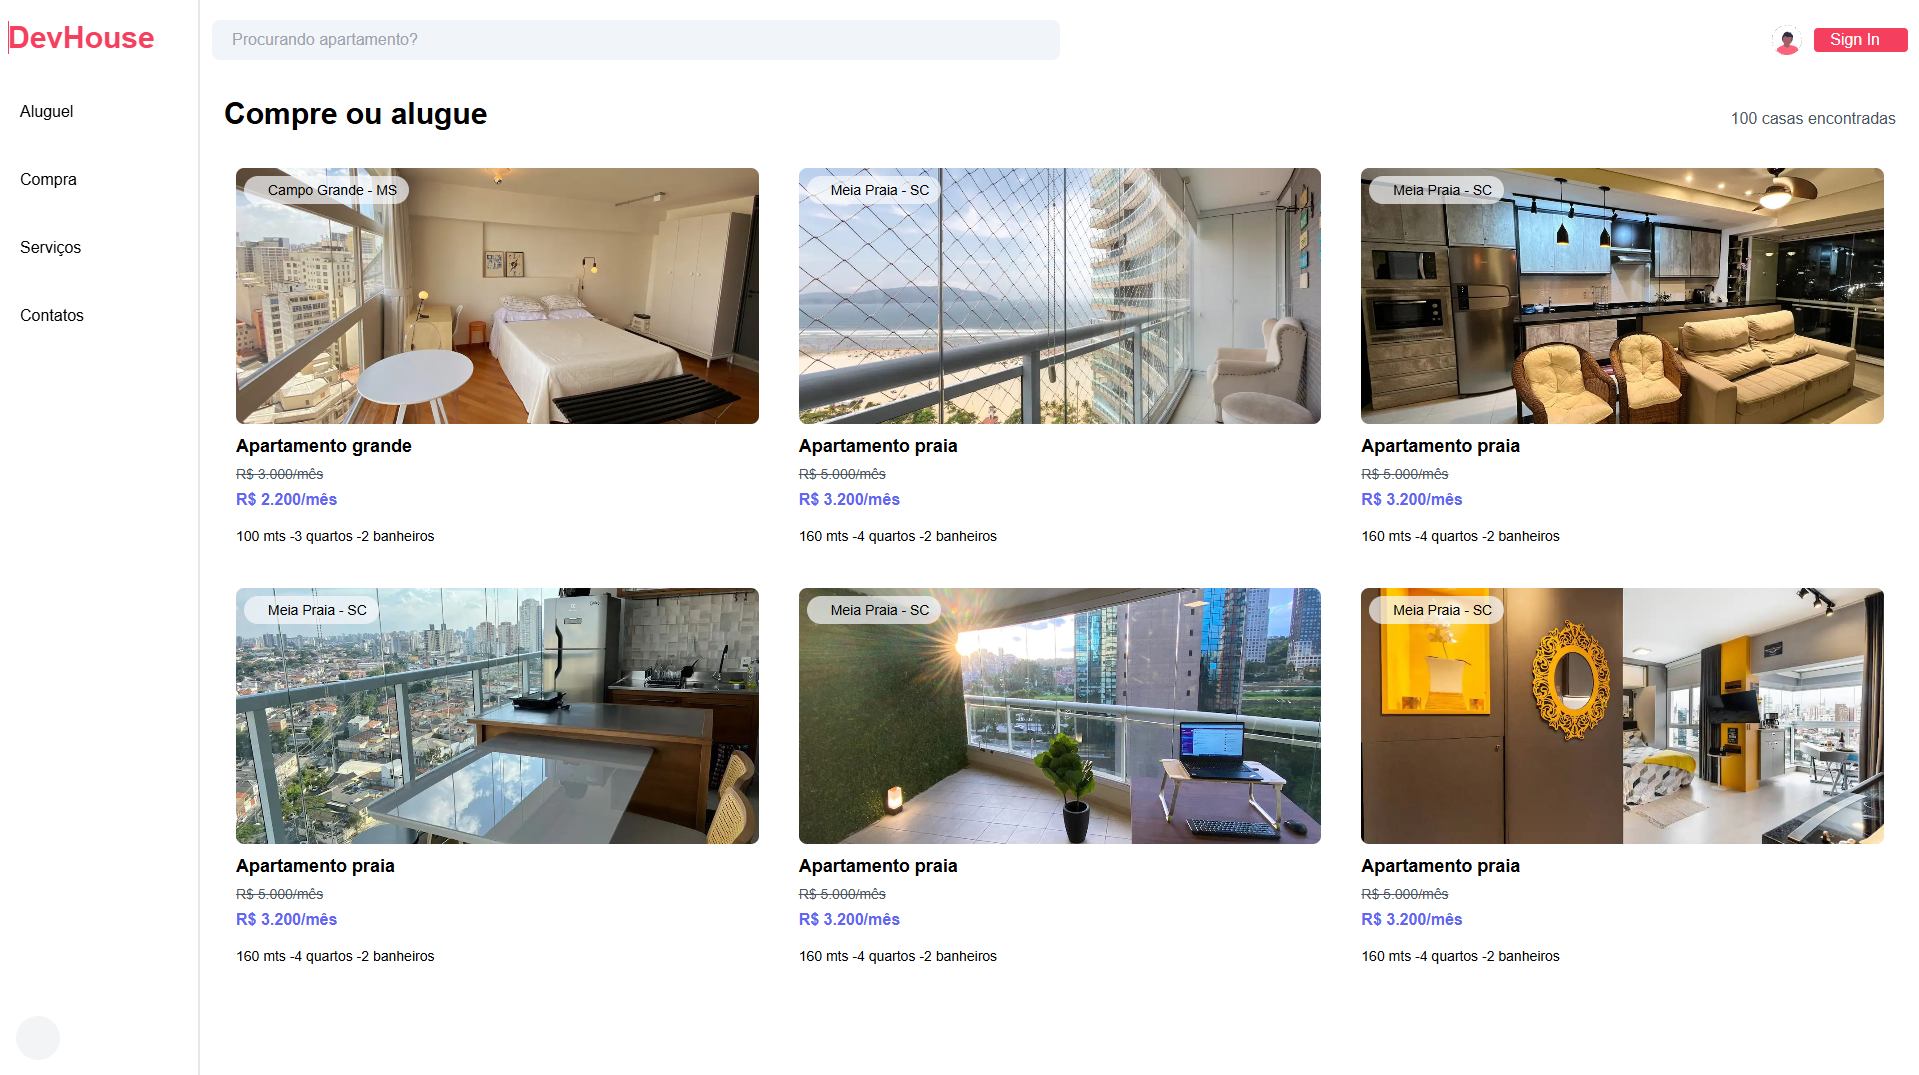 DevHouse
Procurando apartamento?
Sign In
Aluguel
Compra
Serviços
Contatos
Compre ou alugue
100 casas encontradas
Campo Grande - MS
Apartamento grande
R$ 3.000/mês
R$ 2.200/mês
100 mts -3 quartos -2 banheiros
Meia Praia - SC
Apartamento praia
R$ 5.000/mês
R$ 3.200/mês
160 mts -4 quartos -2 banheiros
Meia Praia - SC
Apartamento praia
R$ 5.000/mês
R$ 3.200/mês
160 mts -4 quartos -2 banheiros
Meia Praia - SC
Apartamento praia
R$ 5.000/mês
R$ 3.200/mês
160 mts -4 quartos -2 banheiros
Meia Praia - SC
Apartamento praia
R$ 5.000/mês
R$ 3.200/mês
160 mts -4 quartos -2 banheiros
Meia Praia - SC
Apartamento praia
R$ 5.000/mês
R$ 3.200/mês
160 mts -4 quartos -2 banheiros